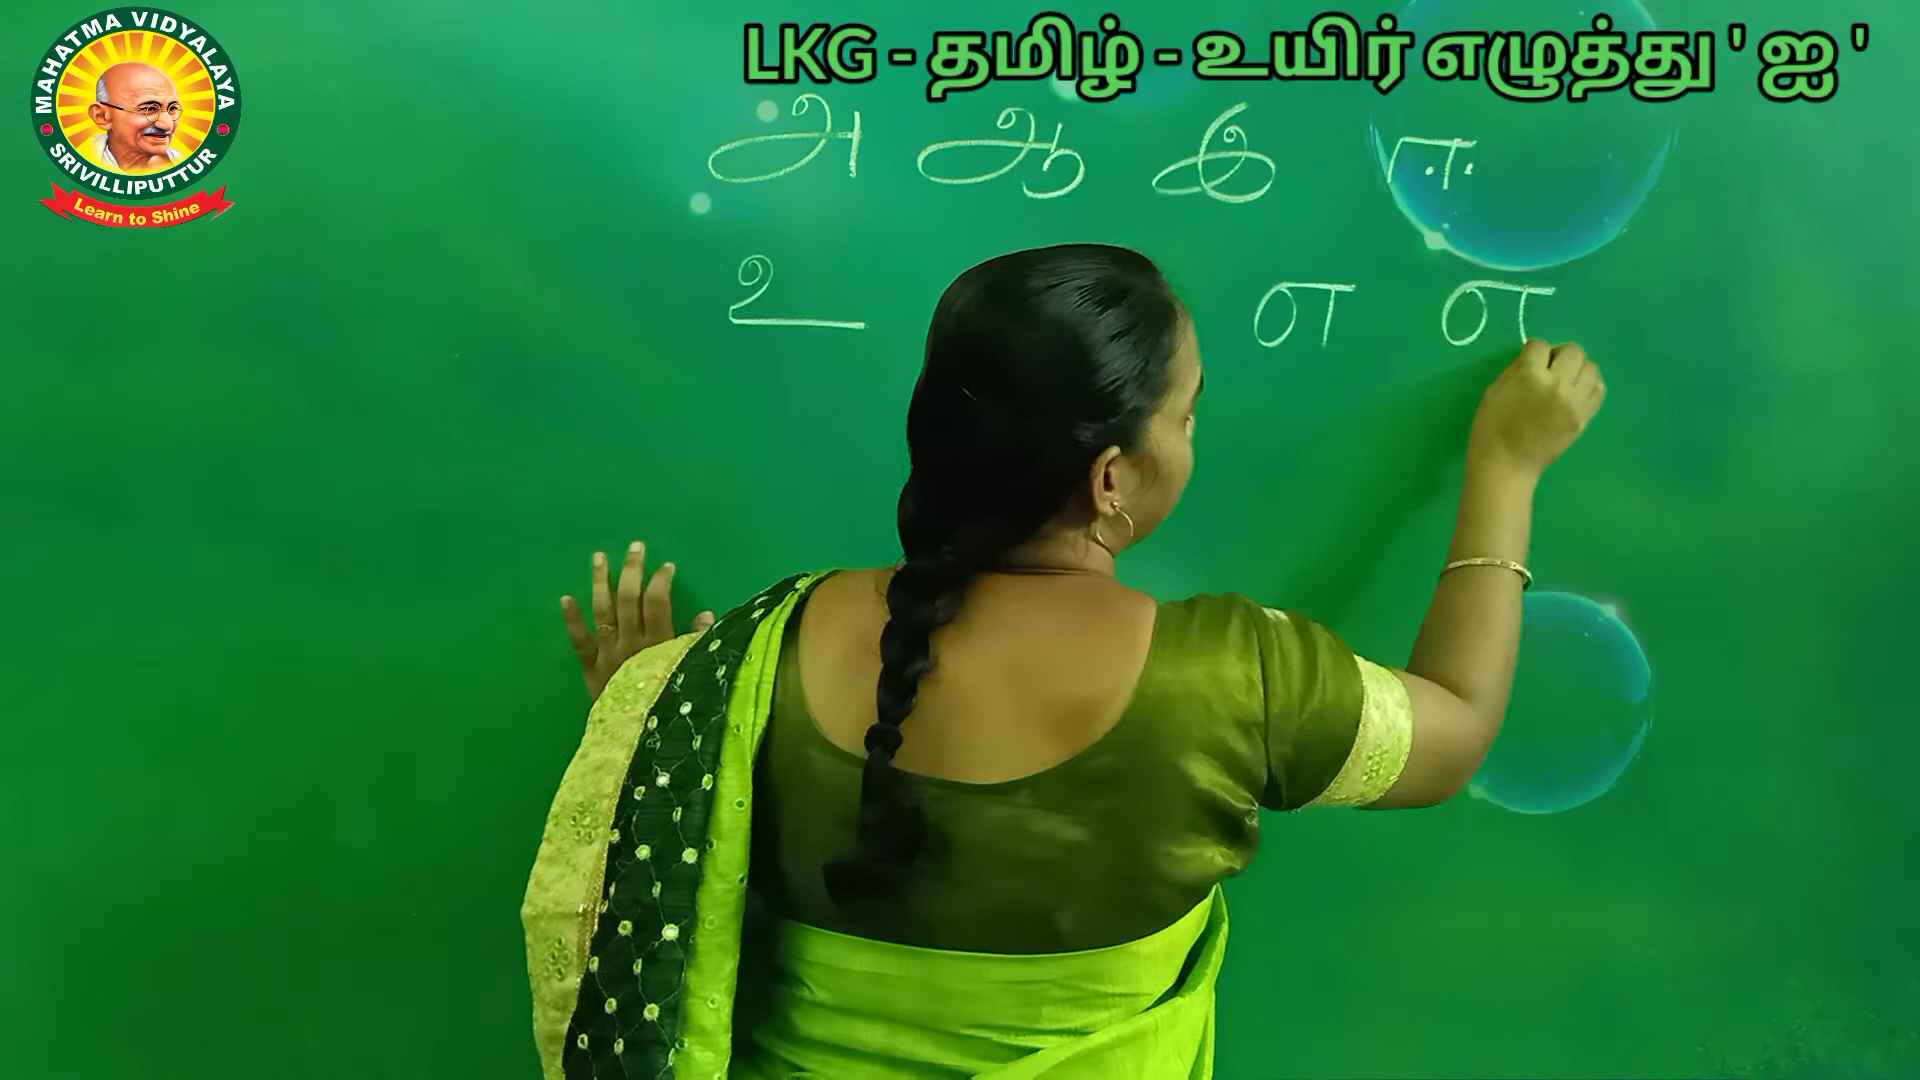 MAHATMA VIDYALAYA
SRIVILLIPUTTUR
Learn to Shine
LKG - தமிழ் - உயிர் எழுத்து ' ஐ '
அ ஆ இ ஈ
உ எ எ